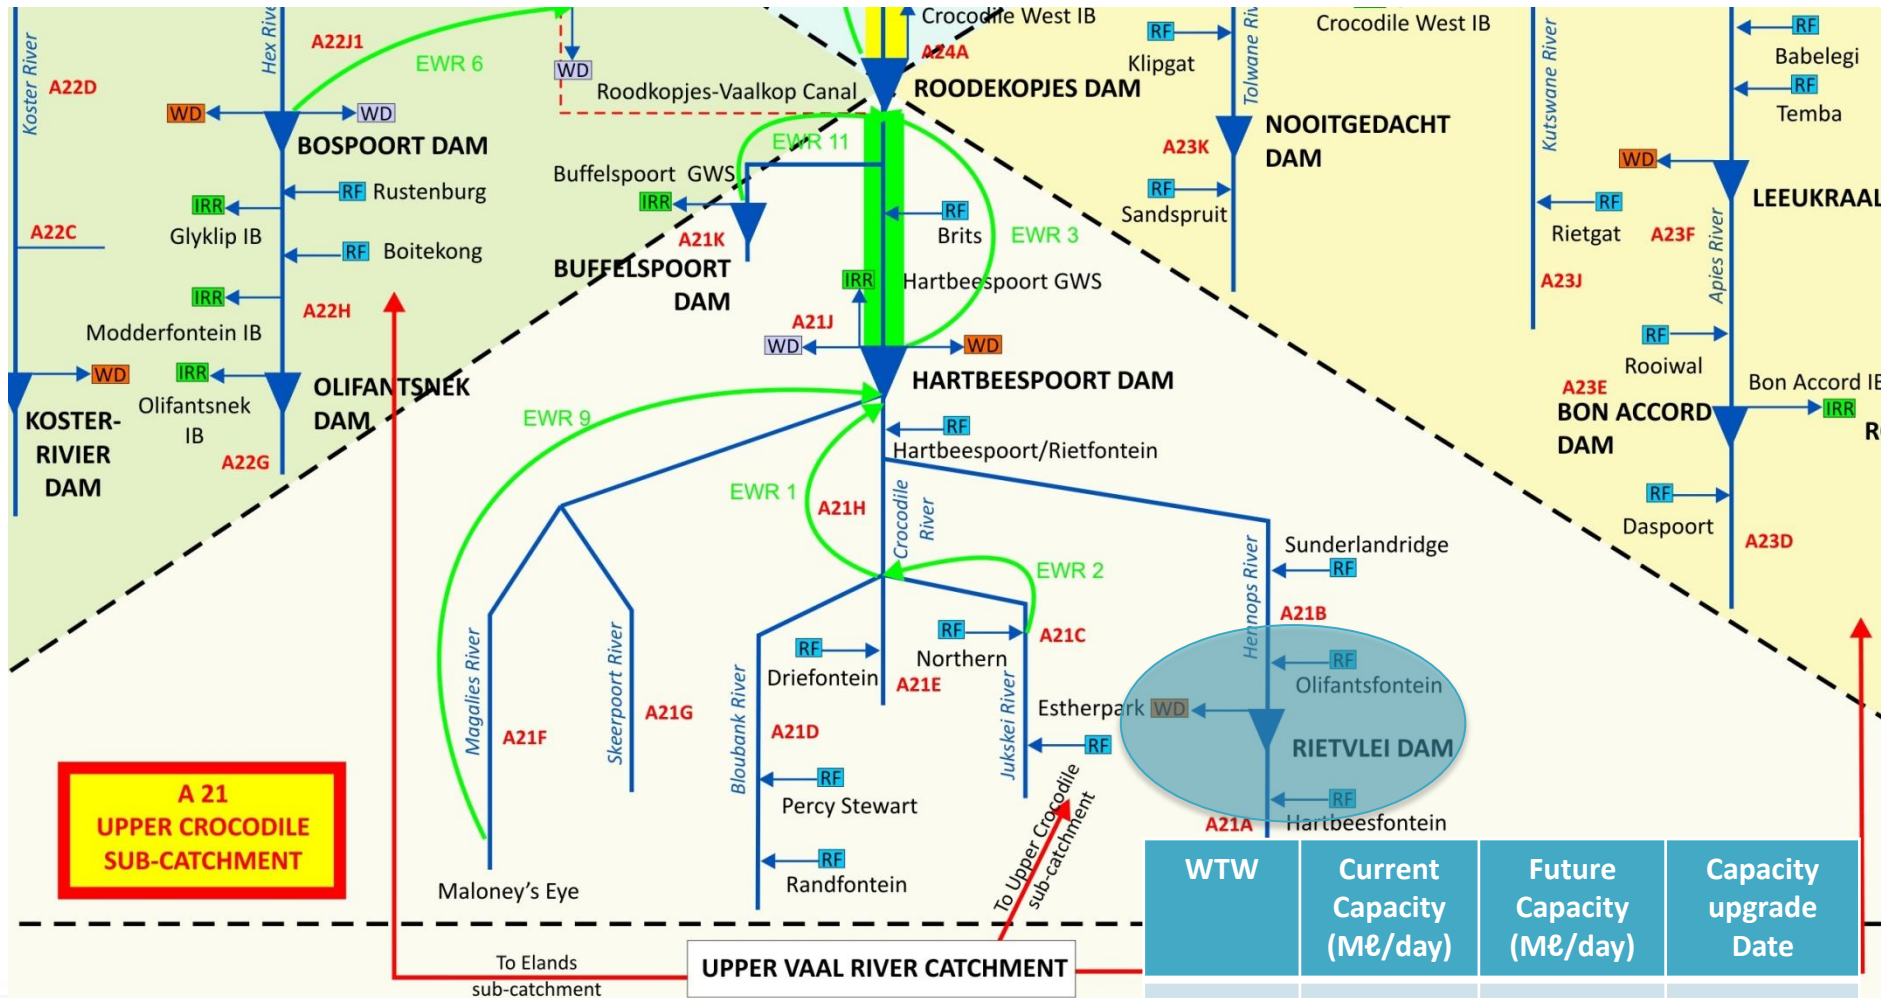 Koster River
A22D
Hex River
A22J1
EWR 6
WD
Roodkopjes-Vaalkop Canal
WD
WD
BOSPOORT DAM
RF
Rustenburg
IRR
Glyklip IB
A22C
RF
Boitekong
IRR
Modderfontein IB
A22H
WD
IRR
Olifantsnek
IB
OLIFANTSNEK
DAM
KOSTER-
RIVIER
DAM
A22G
Crocodile West IB
A24A
ROODEKOPJES DAM
EWR 11
Buffelspoort GWS
IRR
A21K
BUFFELSPOORT
DAM
RF
Brits
EWR 3
IRR
Hartbeespoort GWS
A21J
WD
WD
HARTBEESPOORT DAM
EWR 9
RF
Hartbeespoort/Rietfontein
EWR 1
A21H
Crocodile
River
EWR 2
Klipgat
RF
Tolwane
Crocodile West IB
NOOITGEDACHT
DAM
A23K
RF
Sandspruit
Kutswane River
RF
Rietgat
A23J
RF
Babelegi
RF
Temba
WD
LEEUKRAAL
A23F
Apies River
RF
Rooiwal
A23E
BON ACCORD
DAM
Bon Accord IB
IRR
RF
Daspoort
A23D
Magalies River
A21F
Skeerpoort River
A21G
Maloney’s Eye
Bloubank River
A21D
RF
Driefontein
A21E
RF
Percy Stewart
RF
Randfontein
RF
Northern
A21C
Jukskei River
RF
Estherpark
Hennops River
Sunderlandridge
RF
A21B
RF
Olifantsfontein
WD
RIETVLEI DAM
RF
Hartbeesfontein
A21A
A 21
UPPER CROCODILE
SUB-CATCHMENT
To Upper Crocodile
sub-catchment
To Elands
sub-catchment
UPPER VAAL RIVER CATCHMENT
WTW
Current
Capacity
(Mℓ/day)
Future
Capacity
(Mℓ/day)
Capacity
upgrade
Date